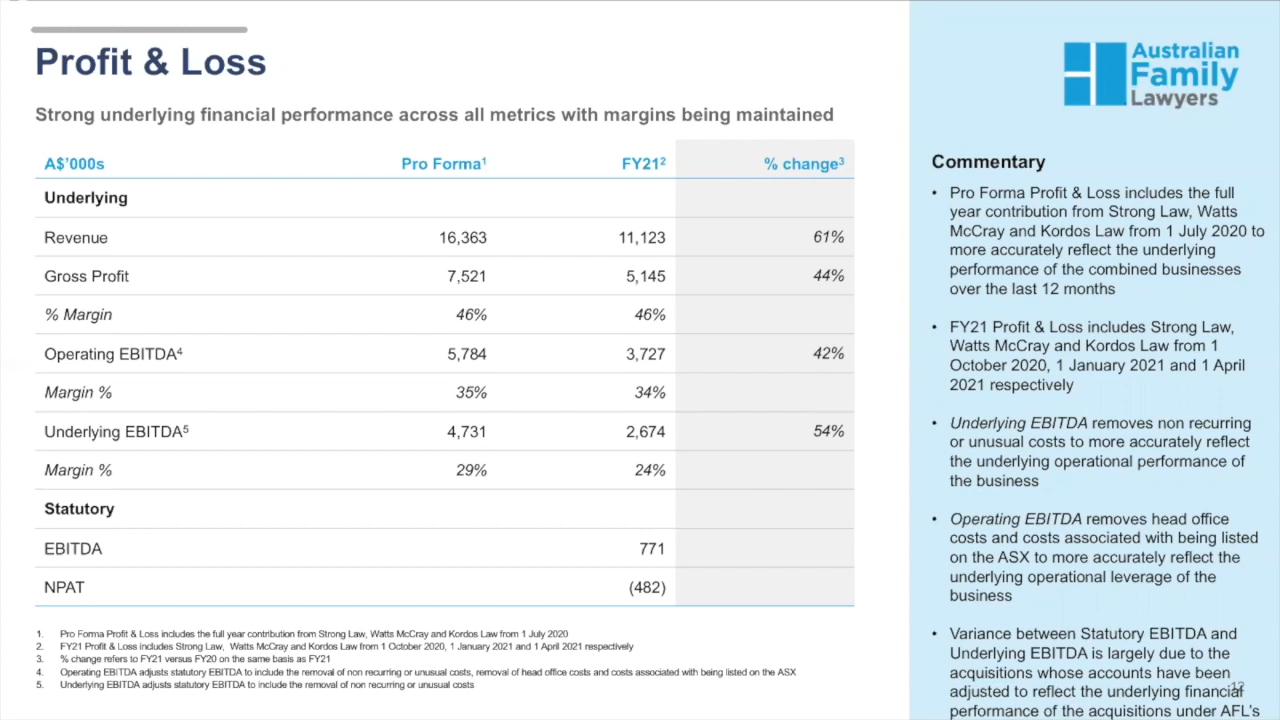 Profit & Loss
Strong underlying financial performance across all metrics with margins being maintained
A$'000s Pro Forma¹ FY21² % change³
Underlying
Revenue 16,363 11,123 61%
Gross Profit 7,521 5,145 44%
% Margin 46% 46%
Operating EBITDA⁴ 5,784 3,727 42%
Margin % 35% 34%
Underlying EBITDA⁵ 4,731 2,674 54%
Margin % 29% 24%
Statutory
EBITDA 771
NPAT (482)
1. Pro Forma Profit & Loss includes the full year contribution from Strong Law, Watts McCray and Kordos Law from 1 July 2020
2. FY21 Profit & Loss includes Strong Law, Watts McCray and Kordos Law from 1 October 2020, 1 January 2021 and 1 April 2021 respectively
3. % change refers to FY21 versus FY20 on the same basis as FY21
4. Operating EBITDA adjusts statutory EBITDA to include the removal of non recurring or unusual costs, removal of head office costs and costs associated with being listed on the ASX
5. Underlying EBITDA adjusts statutory EBITDA to include the removal of non recurring or unusual costs
Australian
Family
Lawyers
Commentary
• Pro Forma Profit & Loss includes the full
year contribution from Strong Law, Watts
McCray and Kordos Law from 1 July 2020 to
more accurately reflect the underlying
performance of the combined businesses
over the last 12 months
• FY21 Profit & Loss includes Strong Law,
Watts McCray and Kordos Law from 1
October 2020, 1 January 2021 and 1 April
2021 respectively
• Underlying EBITDA removes non recurring
or unusual costs to more accurately reflect
the underlying operational performance of
the business
• Operating EBITDA removes head office
costs and costs associated with being listed
on the ASX to more accurately reflect the
underlying operational leverage of the
business
• Variance between Statutory EBITDA and
Underlying EBITDA is largely due to the
acquisitions whose accounts have been
adjusted to reflect the underlying financial
performance of the acquisitions under AFL's
12